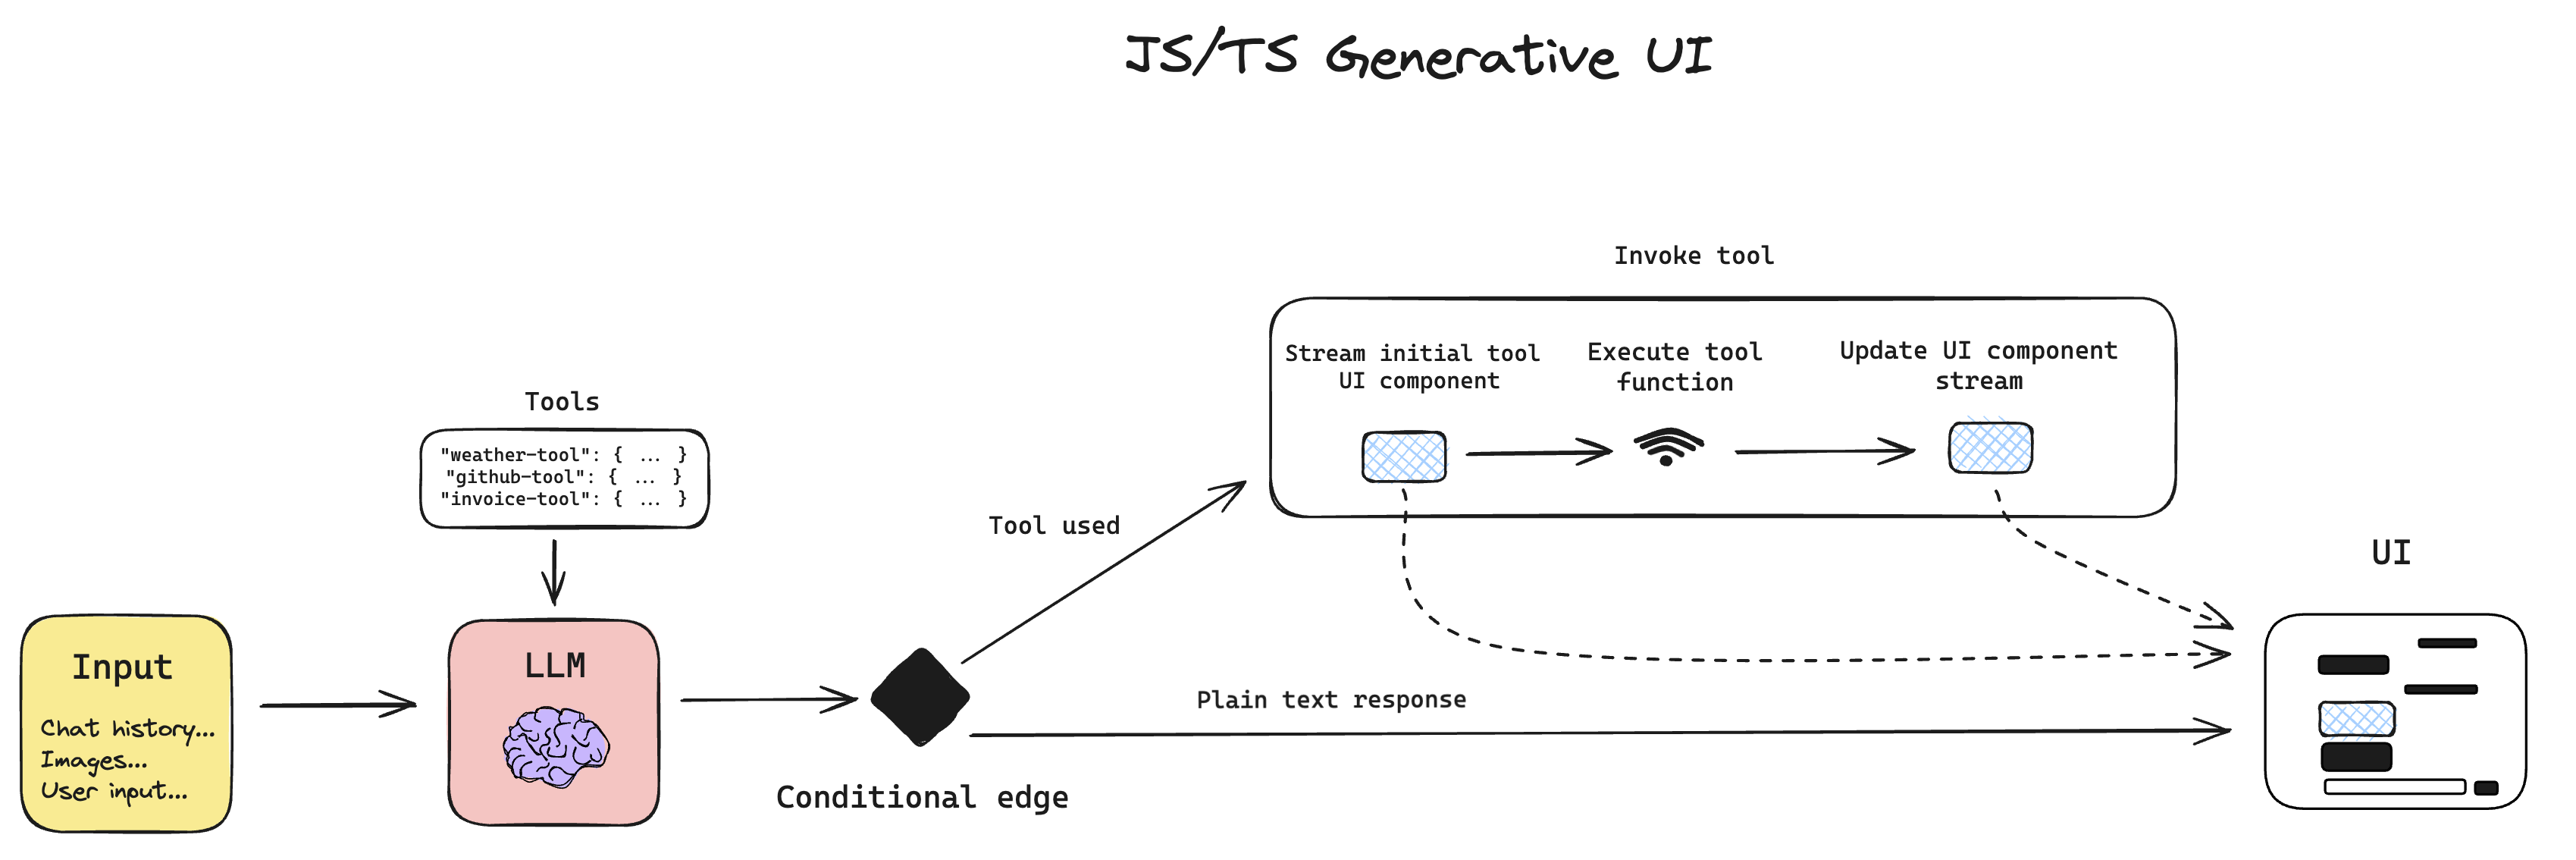 JS/TS Generative UI
Invoke tool
Stream initial tool
UI component
Execute tool
function
Update UI component
stream
Tools
"weather-tool": { ... }
"github-tool": { ... }
"invoice-tool": { ... }
Tool used
UI
Input
Chat history...
Images...
User input...
LLM
Plain text response
Conditional edge